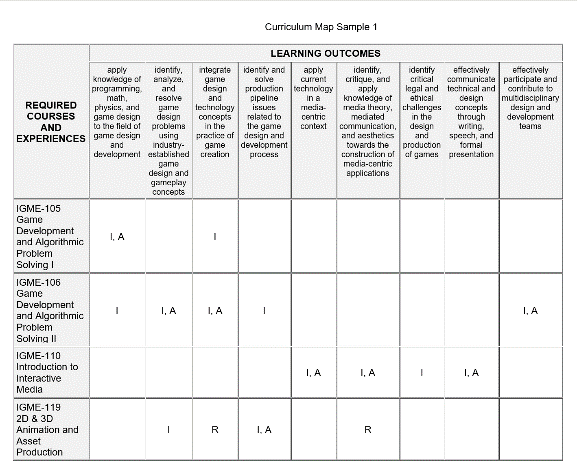 Curriculum Map Sample 1
REQUIRED
COURSES
AND
EXPERIENCES
LEARNING OUTCOMES
apply
knowledge of
programming,
math,
physics, and
game design
to the field of
game design
and
development
identify,
analyze,
and
resolve
game
design
problems
using
industry-
established
game
design and
gameplay
concepts
integrate
game
design
and
technology
concepts
in the
practice of
game
creation
identify and
solve
production
pipeline
issues
related to
the game
design and
development
process
apply
current
technology
in a
media-
centric
context
identify,
critique, and
apply
knowledge of
media theory,
mediated
communication,
and aesthetics
towards the
construction of
media-centric
applications
identify
critical
legal and
ethical
challenges
in the
design
and
production
of games
effectively
communicate
technical and
design
concepts
through
writing,
speech, and
formal
presentation
effectively
participate and
contribute to
multidisciplinary
design and
development
teams
IGME-105
Game
Development
and Algorithmic
Problem
Solving I
I, A
I
IGME-106
Game
Development
and Algorithmic
Problem
Solving II
I
I, A
I, A
I
I, A
IGME-110
Introduction to
Interactive
Media
I, A
I, A
I
I, A
IGME-119
2D & 3D
Animation and
Asset
Production
I
R
I, A
R